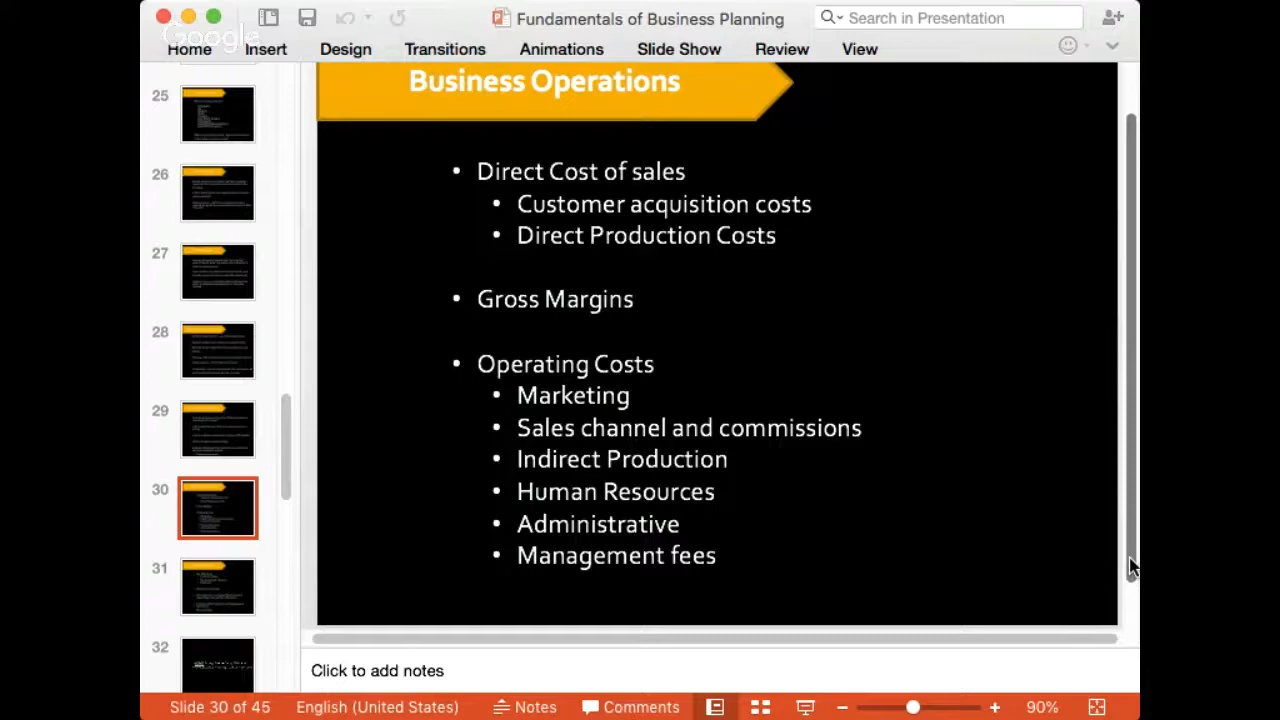 Fundamentals of Business Planning
Search in Presentation
Google
Home Insert Design Transitions Animations Slide Show Review View
25
26
27
28
29
30
31
32
Business Operations
• Direct Cost of sales
• Customer acquisition costs
• Direct Production Costs
• Gross Margins
• Operating Costs
• Marketing
• Sales channel and commissions
• Indirect Production
• Human Resources
• Administrative
• Management fees
Click to add notes
Slide 30 of 45 English (United States) Notes Comments 90%